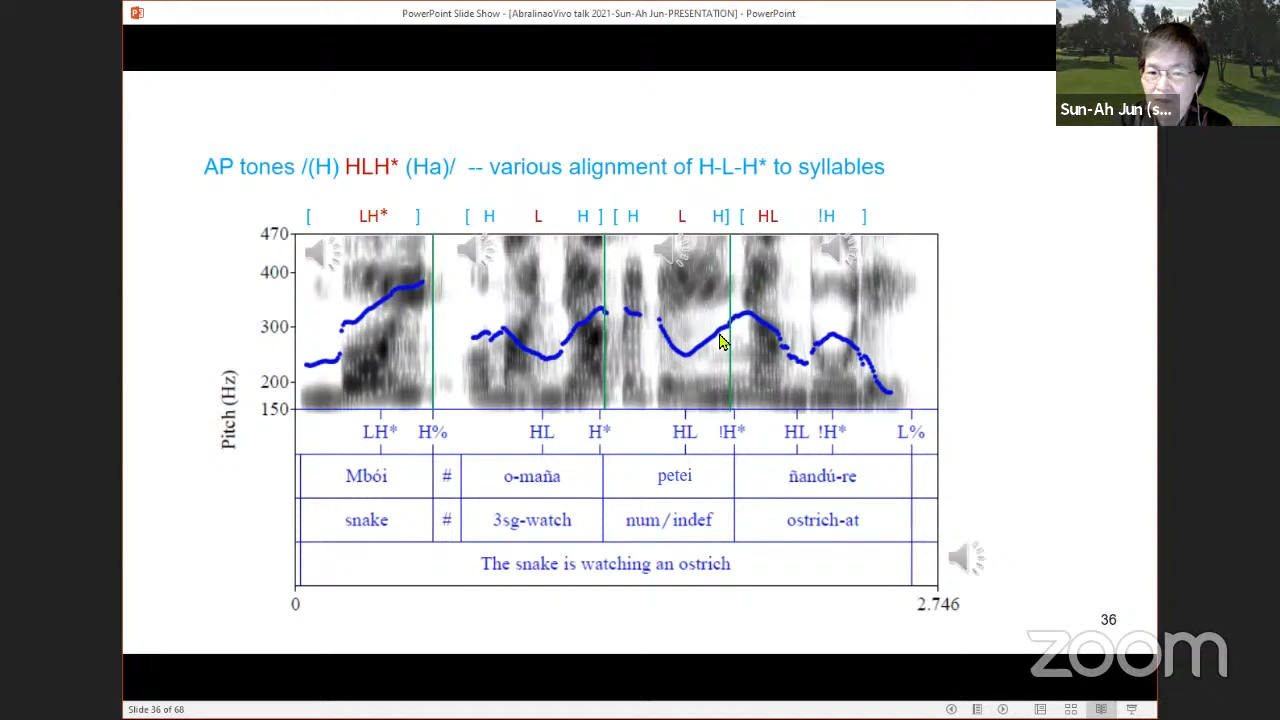 PowerPoint Slide Show - [AbralinaoVivo talk 2021-Sun-Ah Jun-PRESENTATION] - PowerPoint
Sun-Ah Jun (s...
AP tones /(H) HLH* (Ha)/ -- various alignment of H-L-H* to syllables
[ LH* ] [ H L H ] [ H L H] [ HL !H ]
470
400
300
200
150
Pitch (Hz)
LH* H% HL H* HL !H* HL !H* L%
Mbói # o-maña petei ñandú-re
snake # 3sg-watch num/indef ostrich-at
The snake is watching an ostrich
0 2.746
36
zoom
Slide 36 of 68